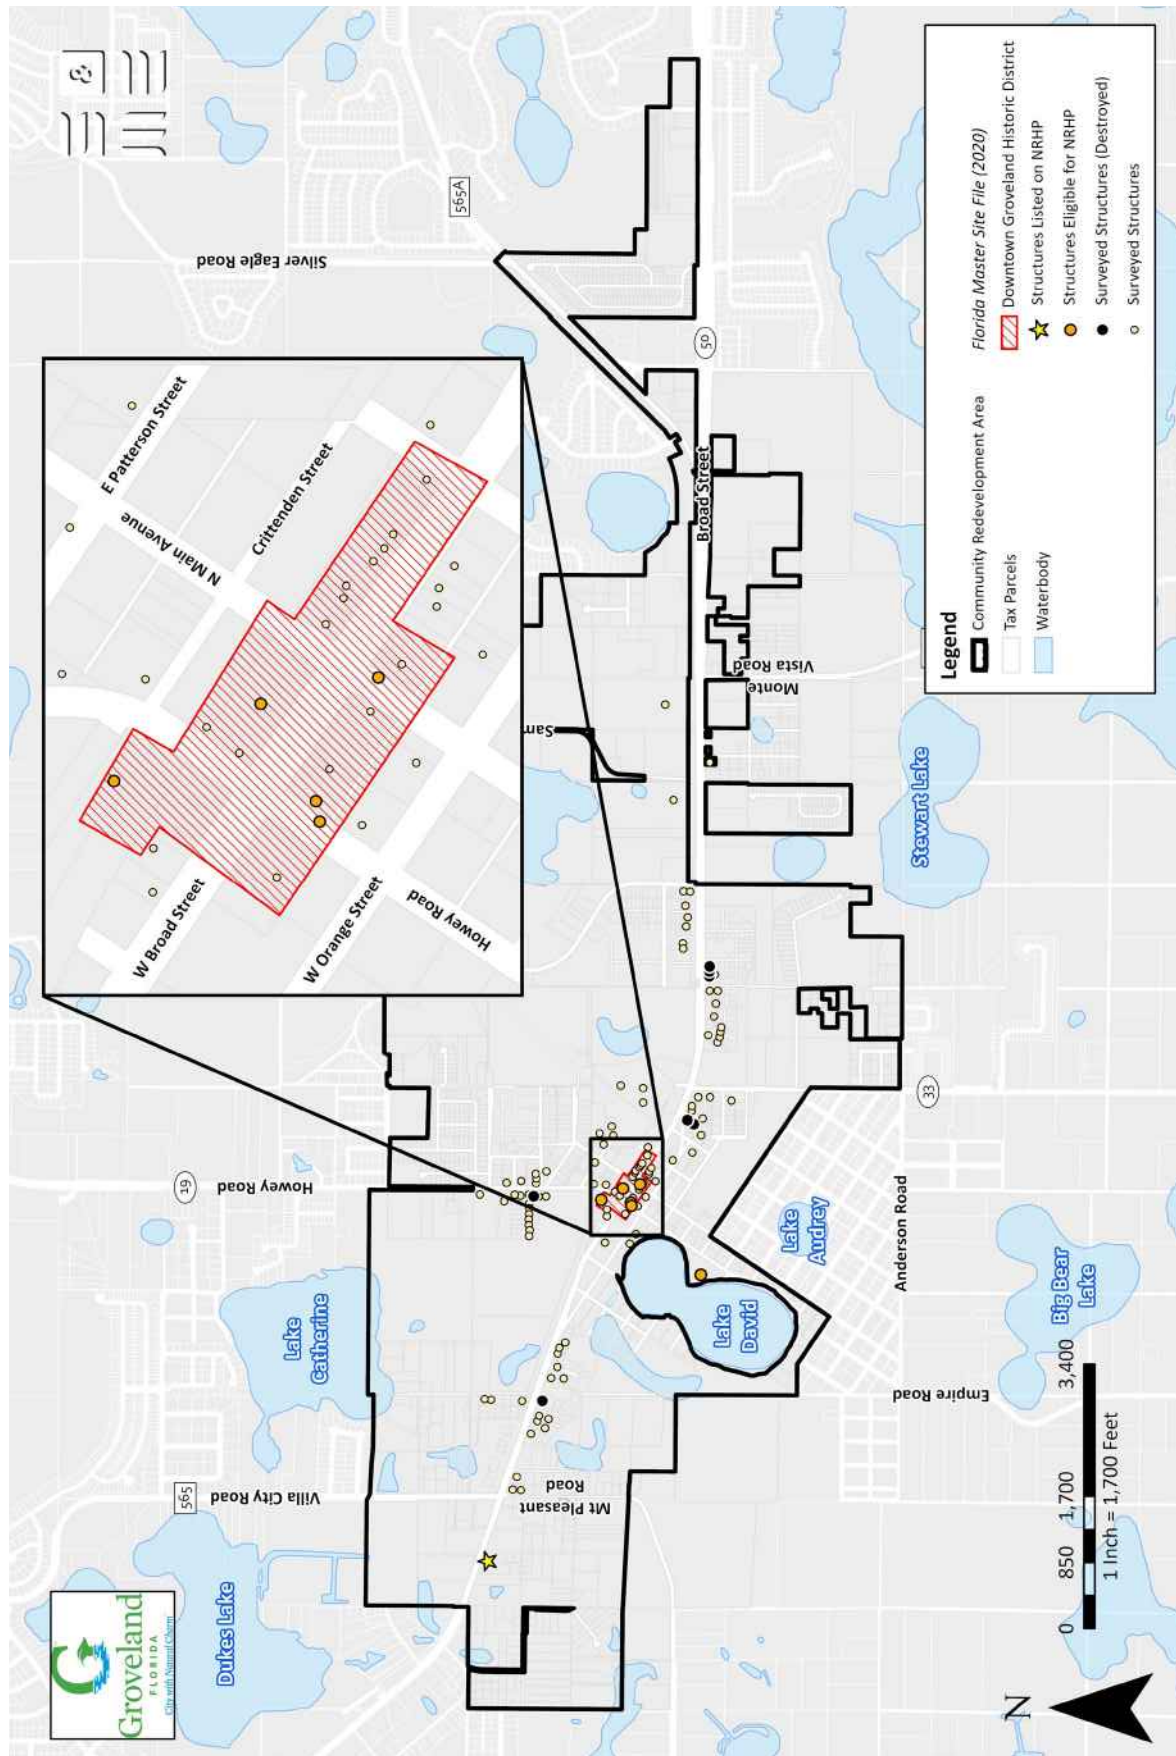 Groveland
FLORIDA
City with Natural Charm
Dukes Lake
565
Villa City Road
Lake
Catherine
19
Howey Road
W Broad Street
W Orange Street
Howey Road
N Main Avenue
E Patterson Street
Crittenden Street
Silver Eagle Road
565A
Mt Pleasant
Road
Lake
David
Sam
Broad Street
50
Monte
Vista Road
Empire Road
Lake
Audrey
Anderson Road
33
Big Bear
Lake
Stewart Lake
N
0 850 1,700 3,400
1 Inch = 1,700 Feet
Legend
Community Redevelopment Area
Tax Parcels
Waterbody
Florida Master Site File (2020)
Downtown Groveland Historic District
Structures Listed on NRHP
Structures Eligible for NRHP
Surveyed Structures (Destroyed)
Surveyed Structures